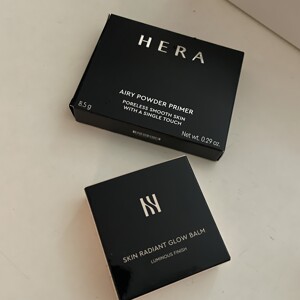 HERA
AIRY POWDER PRIMER
PORELESS SMOOTH SKIN
WITH A SINGLE TOUCH
8.5 g
Net wt. 0.29 oz.
SKIN RADIANT GLOW BALM
LUMINOUS FINISH